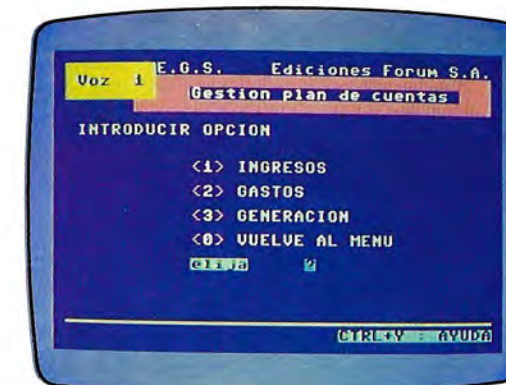 E.G.S. Ediciones Forum S.A.
Voz 1
Gestion plan de cuentas
INTRODUCIR OPCION
<1> INGRESOS
<2> GASTOS
<3> GENERACION
<0> VUELVE AL MENU
elija ?
CTRL+Y : AYUDA